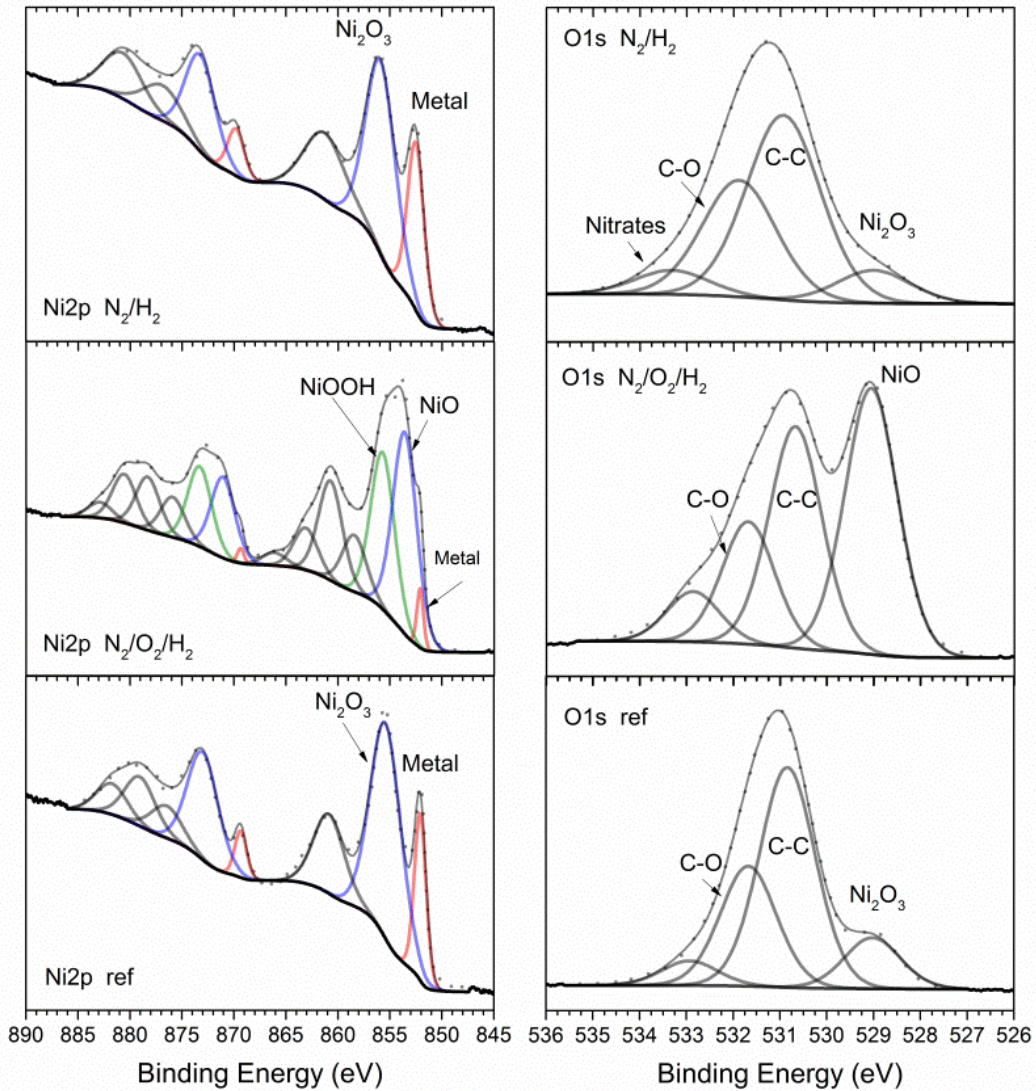 Ni₂O₃
Metal
Ni2p N₂/H₂
O1s N₂/H₂
C-O
C-C
Nitrates
Ni₂O₃
NiOOH
NiO
Metal
Ni2p N₂/O₂/H₂
O1s N₂/O₂/H₂
NiO
C-O
C-C
Ni₂O₃
Metal
Ni2p ref
O1s ref
C-O
C-C
Ni₂O₃
890 885 880 875 870 865 860 855 850 845
Binding Energy (eV)
536 535 534 533 532 531 530 529 528 527 526
Binding Energy (eV)